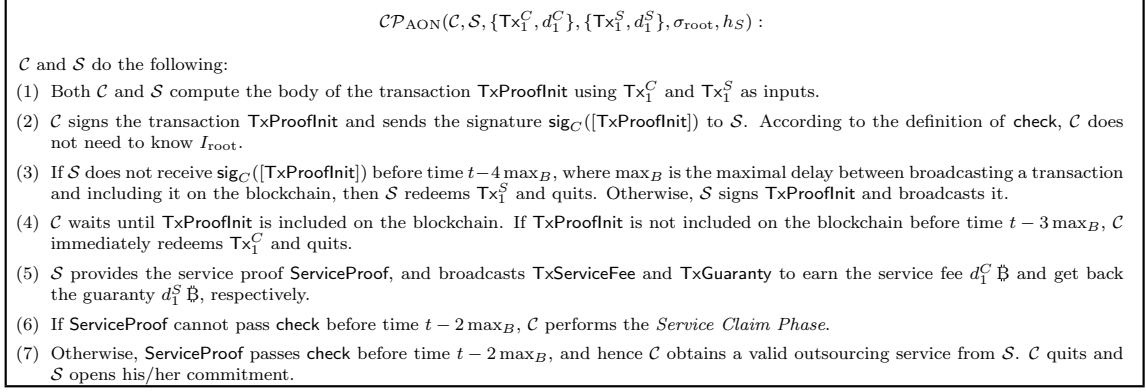 𝒞𝒫_AON(𝒞, 𝒮, {Tx_1^C, d_1^C}, {Tx_1^S, d_1^S}, σ_root, h_S) :
𝒞 and 𝒮 do the following:
(1) Both 𝒞 and 𝒮 compute the body of the transaction TxProofInit using Tx_1^C and Tx_1^S as inputs.
(2) 𝒞 signs the transaction TxProofInit and sends the signature sig_C([TxProofInit]) to 𝒮. According to the definition of check, 𝒞 does
not need to know I_root.
(3) If 𝒮 does not receive sig_C([TxProofInit]) before time t−4 max_B, where max_B is the maximal delay between broadcasting a transaction
and including it on the blockchain, then 𝒮 redeems Tx_1^S and quits. Otherwise, 𝒮 signs TxProofInit and broadcasts it.
(4) 𝒞 waits until TxProofInit is included on the blockchain. If TxProofInit is not included on the blockchain before time t − 3 max_B, 𝒞
immediately redeems Tx_1^C and quits.
(5) 𝒮 provides the service proof ServiceProof, and broadcasts TxServiceFee and TxGuaranty to earn the service fee d_1^C ₿ and get back
the guaranty d_1^S ₿, respectively.
(6) If ServiceProof cannot pass check before time t − 2 max_B, 𝒞 performs the Service Claim Phase.
(7) Otherwise, ServiceProof passes check before time t − 2 max_B, and hence 𝒞 obtains a valid outsourcing service from 𝒮. 𝒞 quits and
𝒮 opens his/her commitment.